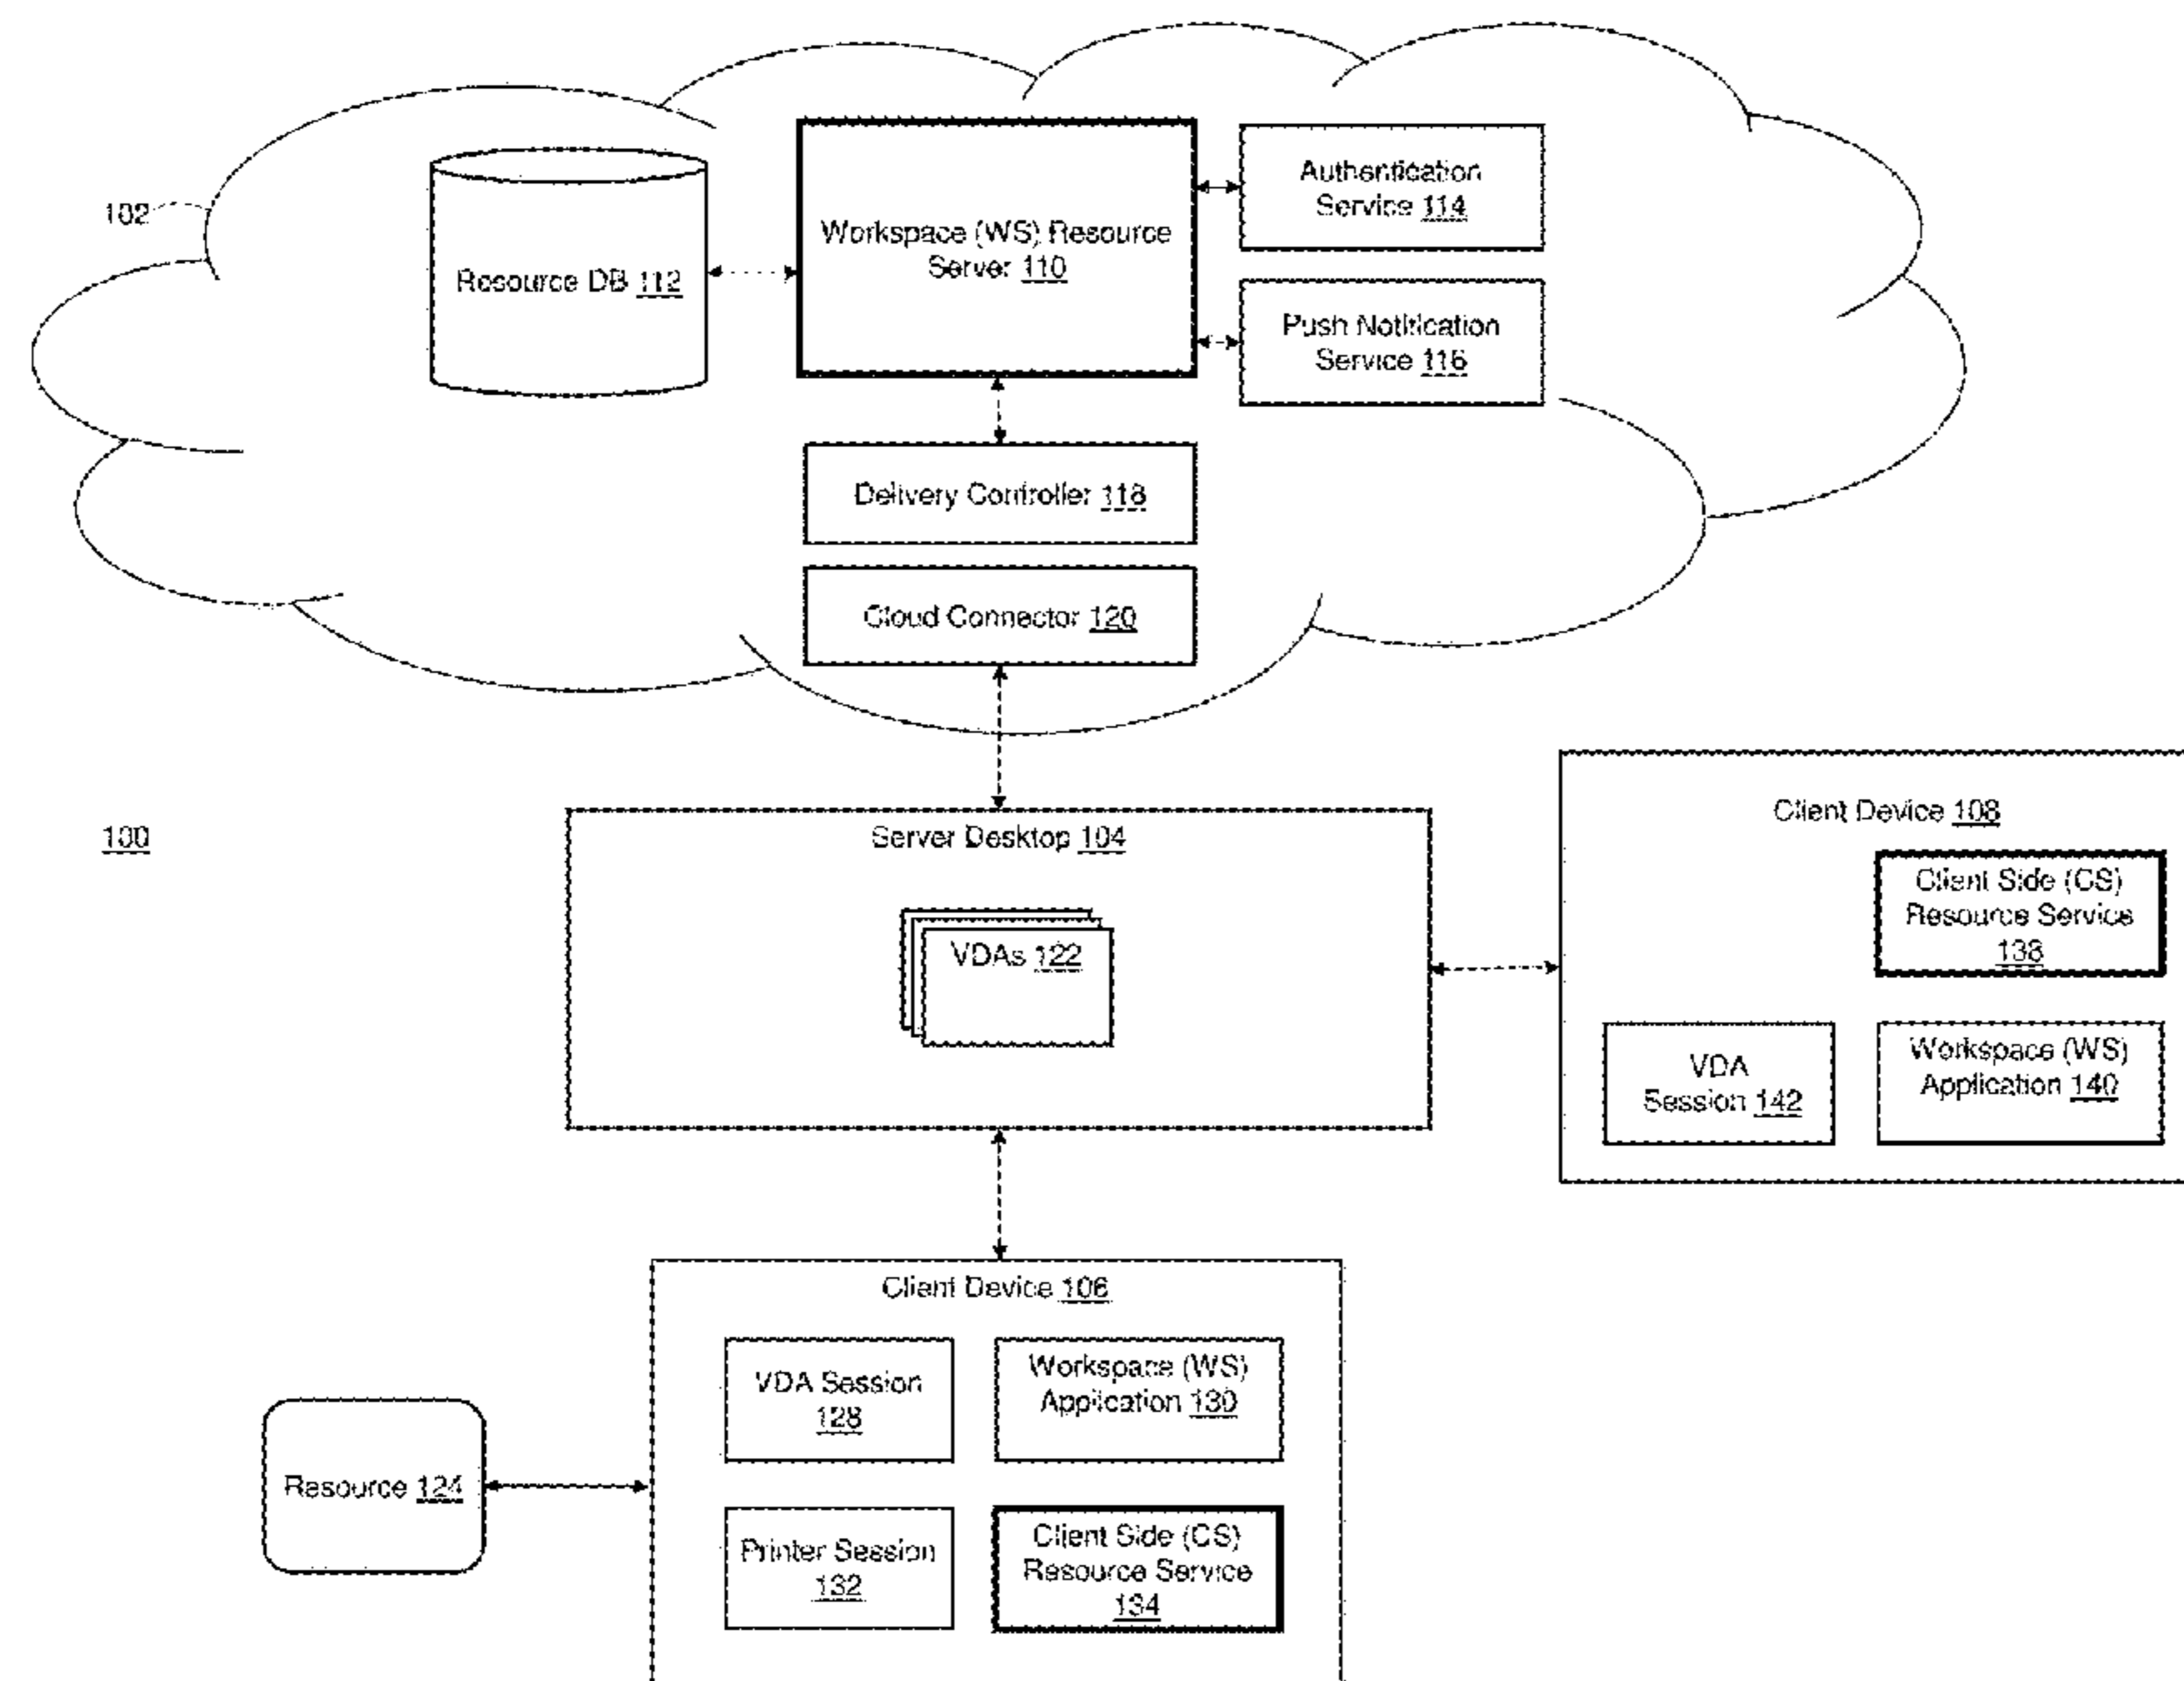 102
Resource DB 112
Workspace (WS) Resource
Server 110
Authentication
Service 114
Push Notification
Service 116
Delivery Controller 118
Cloud Connector 120
100
Server Desktop 104
VDAs 122
Client Device 108
Client Side (CS)
Resource Service
138
VDA
Session 142
Workspace (WS)
Application 140
Client Device 106
VDA Session
128
Workspace (WS)
Application 130
Resource 124
Printer Session
132
Client Side (CS)
Resource Service
134